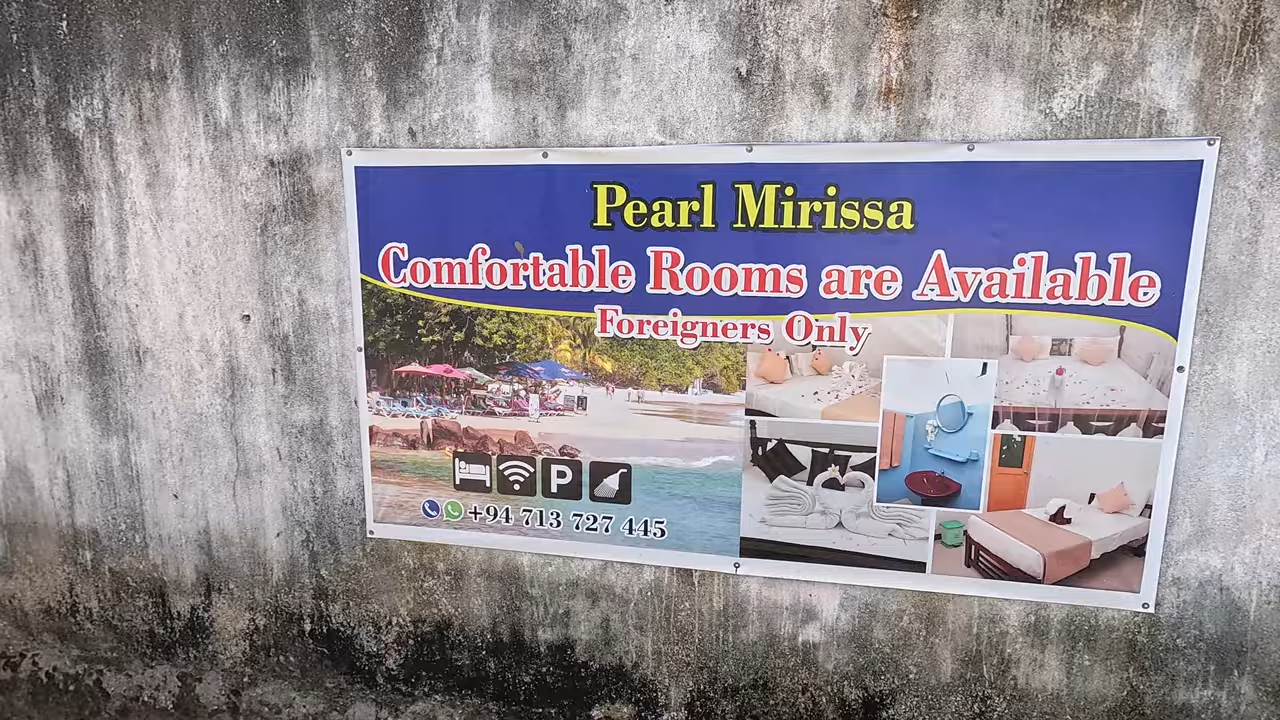 Pearl Mirissa
Comfortable Rooms are Available
Foreigners Only
P
+94 713 727 445